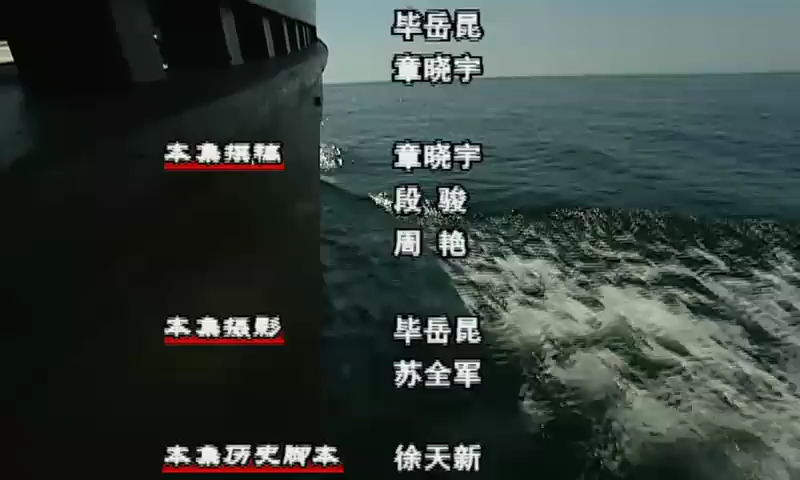 毕岳昆
章晓宇
本集撰稿 章晓宇
段 骏
周 艳
本集摄影 毕岳昆
苏全军
本集历史脚本 徐天新